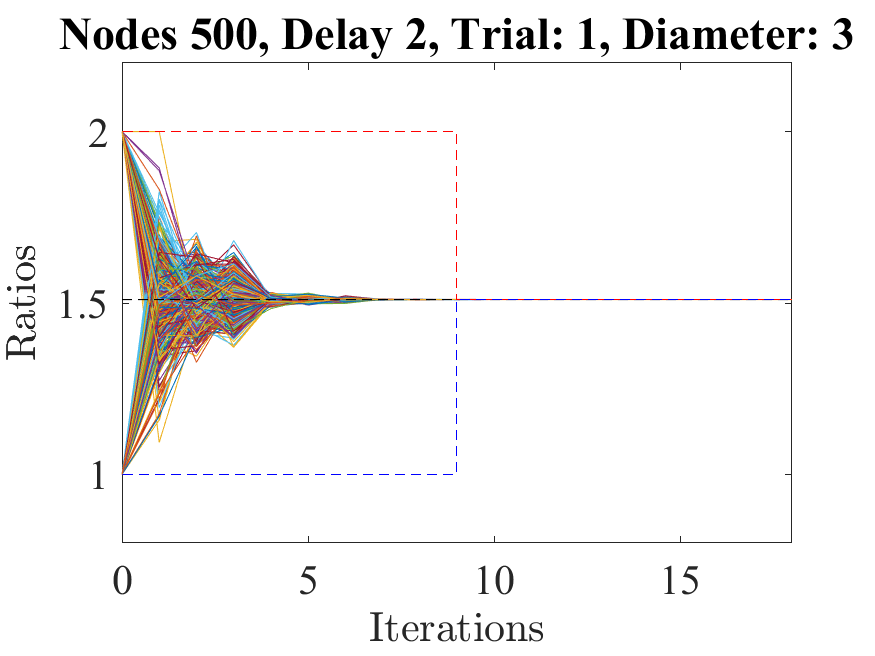 Nodes 500, Delay 2, Trial: 1, Diameter: 3
2
1.5
1
Ratios
0 5 10 15
Iterations